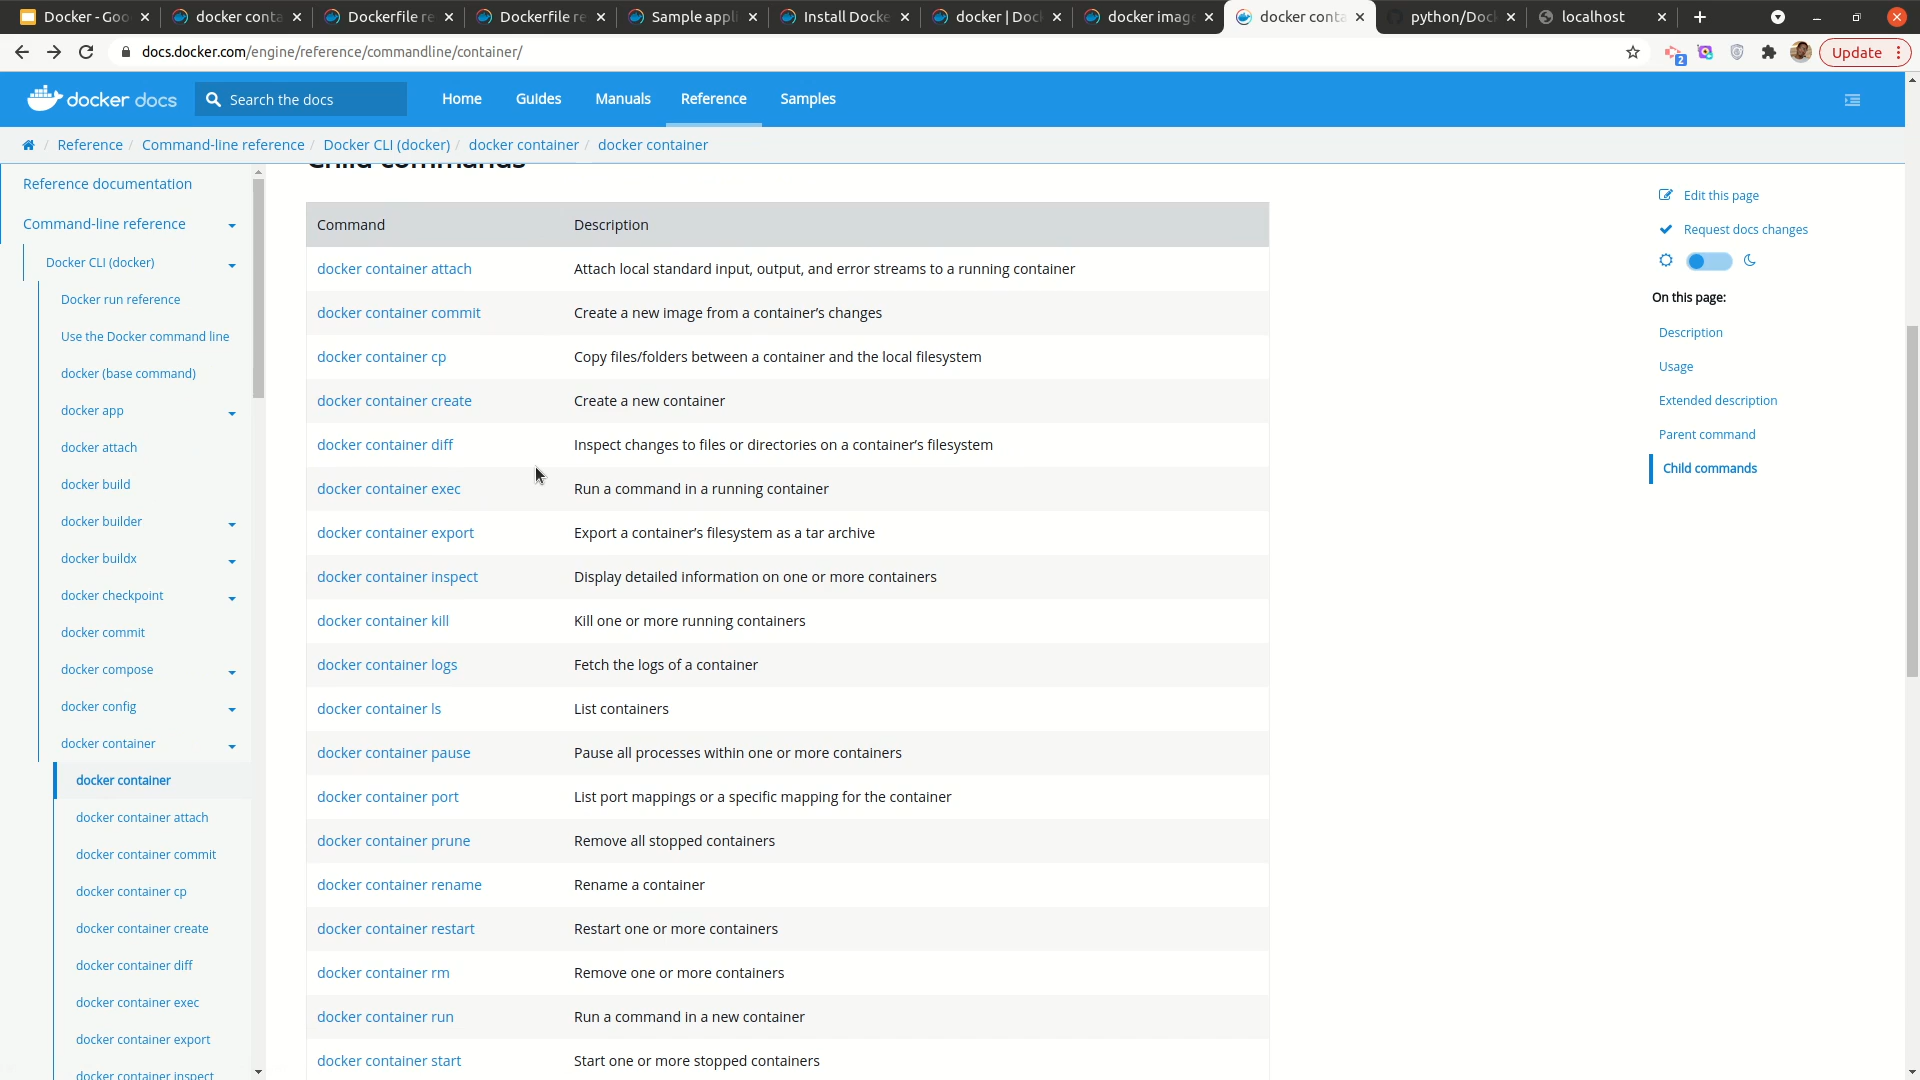 Docker - Goo
docker conta
Dockerfile re
Dockerfile re
Sample appli
Install Docke
docker | Doc
docker imag
docker conta
python/Doc
localhost
docs.docker.com/engine/reference/commandline/container/
2
Update
docker docs
Search the docs
Home
Guides
Manuals
Reference
Samples
Reference / Command-line reference / Docker CLI (docker) / docker container / docker container
Reference documentation
Command-line reference
Docker CLI (docker)
Docker run reference
Use the Docker command line
docker (base command)
docker app
docker attach
docker build
docker builder
docker buildx
docker checkpoint
docker commit
docker compose
docker config
docker container
docker container
docker container attach
docker container commit
docker container cp
docker container create
docker container diff
docker container exec
docker container export
docker container inspect
Child commands
Command Description
docker container attach Attach local standard input, output, and error streams to a running container
docker container commit Create a new image from a container’s changes
docker container cp Copy files/folders between a container and the local filesystem
docker container create Create a new container
docker container diff Inspect changes to files or directories on a container’s filesystem
docker container exec Run a command in a running container
docker container export Export a container’s filesystem as a tar archive
docker container inspect Display detailed information on one or more containers
docker container kill Kill one or more running containers
docker container logs Fetch the logs of a container
docker container ls List containers
docker container pause Pause all processes within one or more containers
docker container port List port mappings or a specific mapping for the container
docker container prune Remove all stopped containers
docker container rename Rename a container
docker container restart Restart one or more containers
docker container rm Remove one or more containers
docker container run Run a command in a new container
docker container start Start one or more stopped containers
Edit this page
Request docs changes
On this page:
Description
Usage
Extended description
Parent command
Child commands